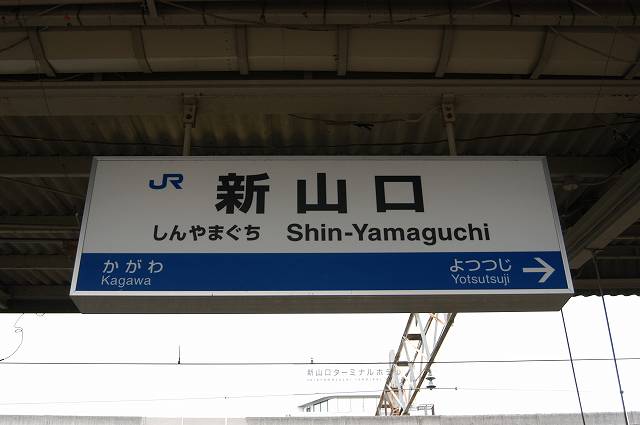 JR 新山口
しんやまぐち Shin-Yamaguchi
かがわ よつつじ →
Kagawa Yotsutsuji
新山口ターミナルホテル